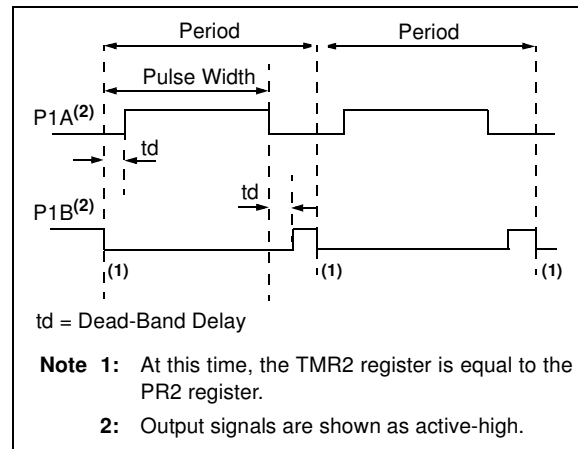 Period Period
Pulse Width
P1A(2)
td
td
P1B(2)
(1) (1) (1)
td = Dead-Band Delay
Note 1: At this time, the TMR2 register is equal to the
PR2 register.
2: Output signals are shown as active-high.